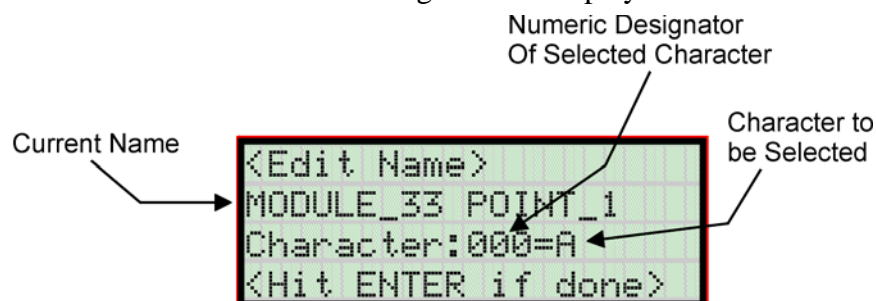 Numeric Designator
Of Selected Character
Current Name
Character to
be Selected
<Edit Name>
MODULE_33 POINT_1
Character:000=A
<Hit ENTER if done>